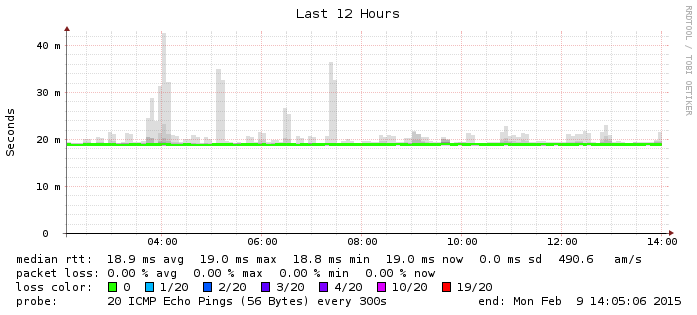 Last 12 Hours
RRDTOOL / TOBI OETIKER
Seconds
40 m
30 m
20 m
10 m
0
04:00 06:00 08:00 10:00 12:00 14:00
median rtt: 18.9 ms avg 19.0 ms max 18.8 ms min 19.0 ms now 0.0 ms sd 490.6 am/s
packet loss: 0.00 % avg 0.00 % max 0.00 % min 0.00 % now
loss color: 0 1/20 2/20 3/20 4/20 10/20 19/20
probe: 20 ICMP Echo Pings (56 Bytes) every 300s end: Mon Feb 9 14:05:06 2015